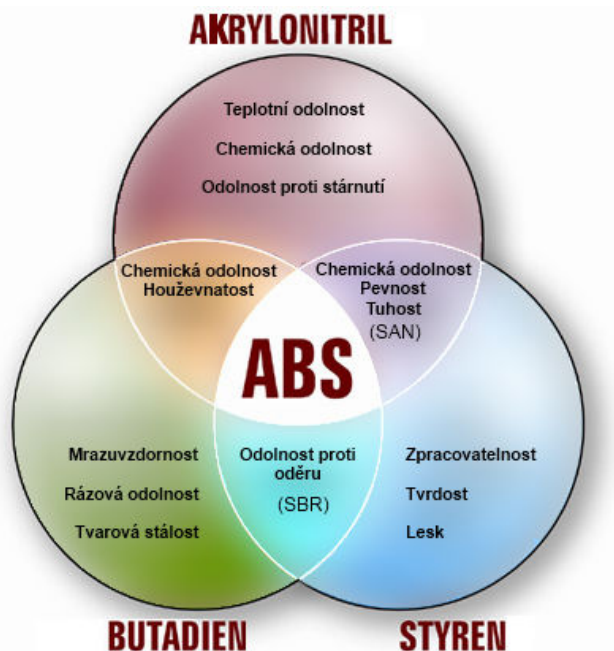 AKRYLONITRIL
Teplotní odolnost
Chemická odolnost
Odolnost proti stárnutí
Chemická odolnost
Houževnatost
Chemická odolnost
Pevnost
Tuhost
(SAN)
ABS
Mrazuvzdornost
Rázová odolnost
Tvarová stálost
Odolnost proti
oděru
(SBR)
Zpracovatelnost
Tvrdost
Lesk
BUTADIEN
STYREN